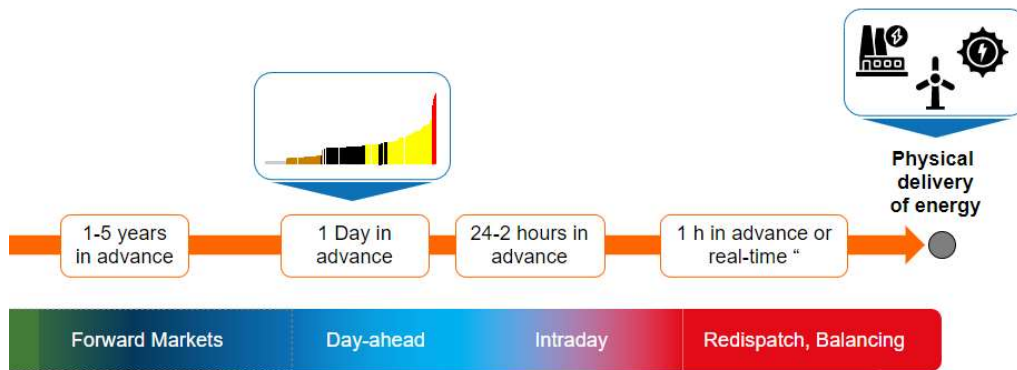 Physical
delivery
of energy
1-5 years
in advance
1 Day in
advance
24-2 hours in
advance
1 h in advance or
real-time “
Forward Markets
Day-ahead
Intraday
Redispatch, Balancing